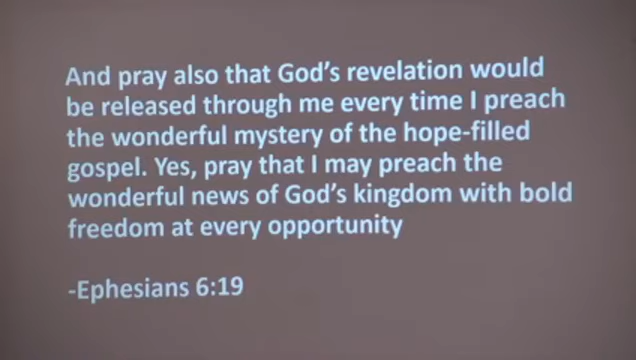 And pray also that God's revelation would
be released through me every time I preach
the wonderful mystery of the hope-filled
gospel. Yes, pray that I may preach the
wonderful news of God's kingdom with bold
freedom at every opportunity
-Ephesians 6:19